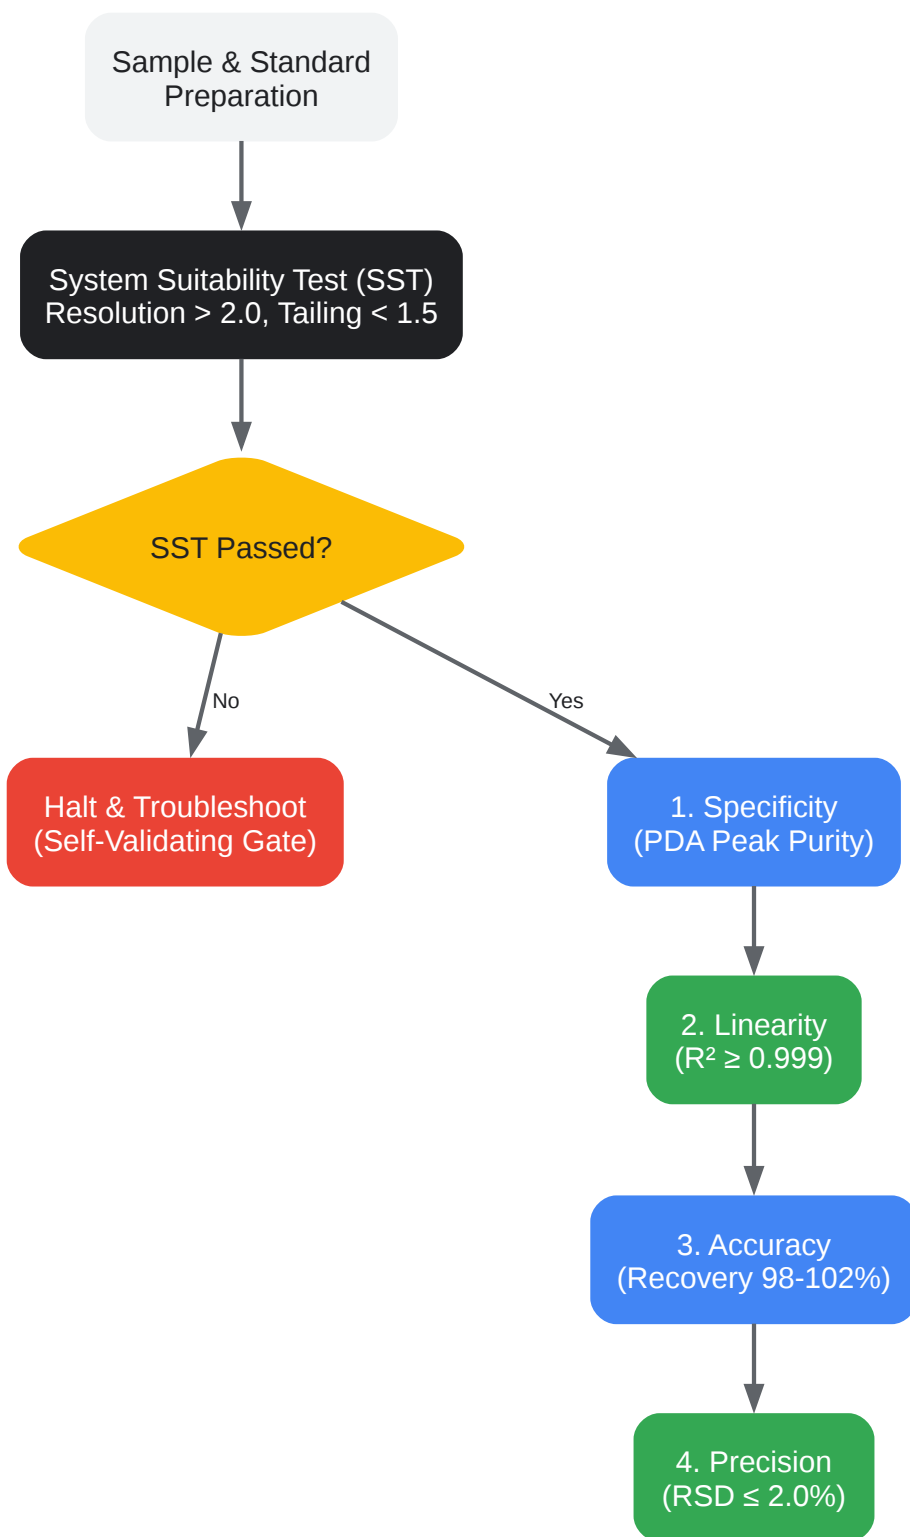 Sample & Standard
Preparation
System Suitability Test (SST)
Resolution > 2.0, Tailing < 1.5
SST Passed?
No
Yes
Halt & Troubleshoot
(Self-Validating Gate)
1. Specificity
(PDA Peak Purity)
2. Linearity
(R² ≥ 0.999)
3. Accuracy
(Recovery 98-102%)
4. Precision
(RSD ≤ 2.0%)